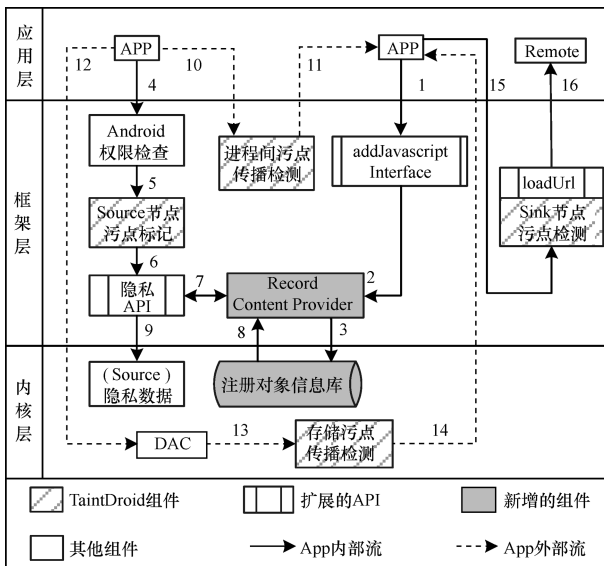 应用层
APP
APP
Remote
12
4
10
11
1
15
16
框架层
Android
权限检查
进程间污点
传播检测
addJavascript
Interface
loadUrl
Sink节点
污点检测
5
Source节点
污点标记
6
隐私
API
7
Record
Content Provider
2
9
8
3
内核层
(Source)
隐私数据
注册对象信息库
DAC
13
存储污点
传播检测
14
TaintDroid组件
扩展的API
新增的组件
其他组件
App内部流
App外部流